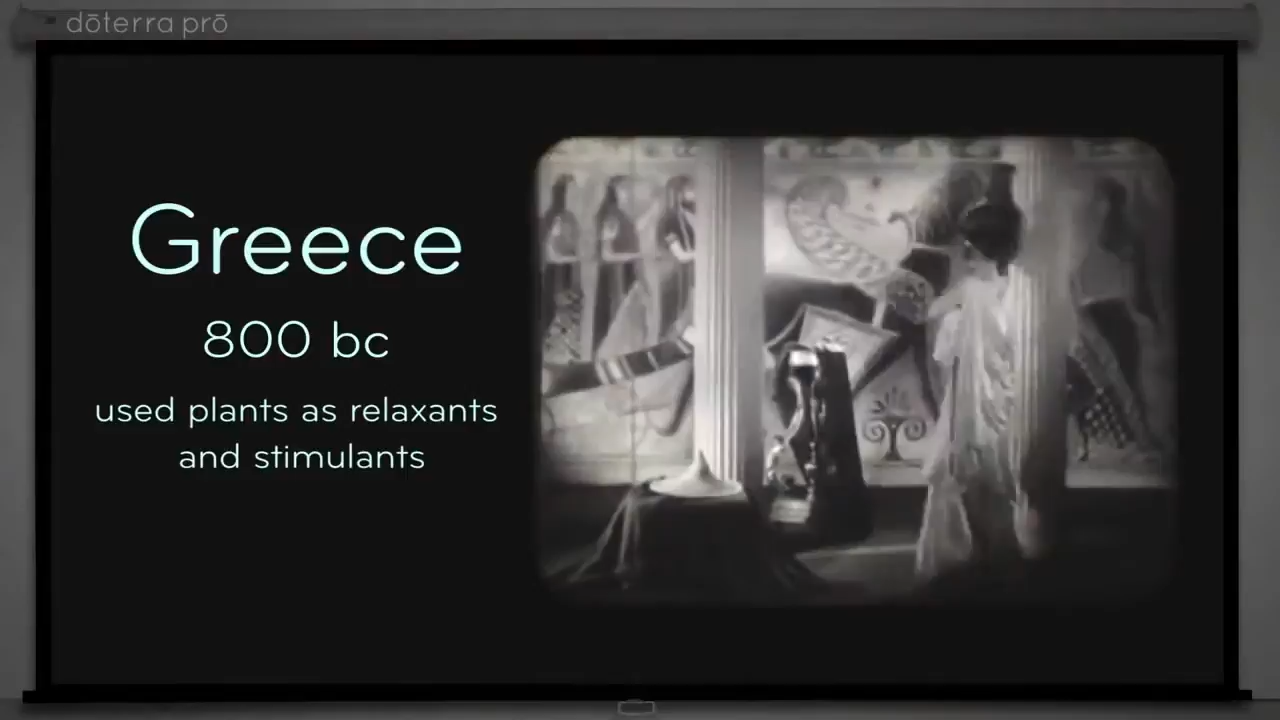 dōterra prō
Greece
800 bc
used plants as relaxants
and stimulants